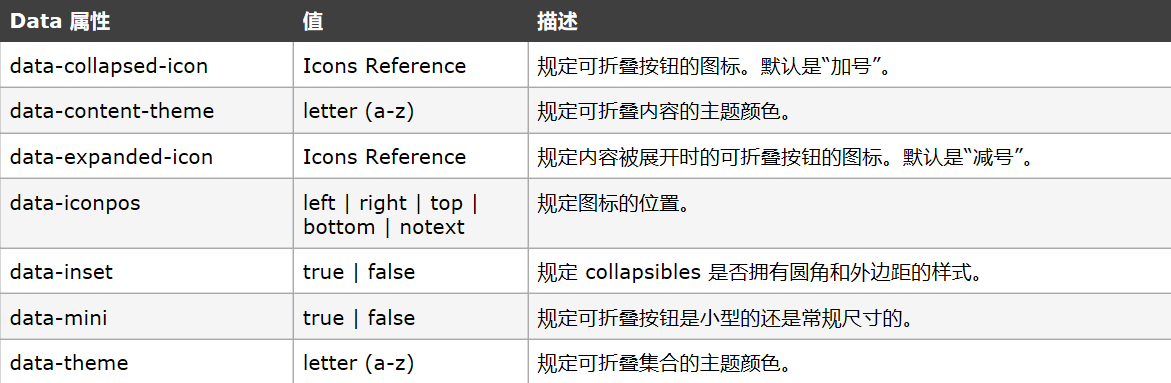 Data 属性 值 描述
data-collapsed-icon Icons Reference 规定可折叠按钮的图标。默认是“加号”。
data-content-theme letter (a-z) 规定可折叠内容的主题颜色。
data-expanded-icon Icons Reference 规定内容被展开时的可折叠按钮的图标。默认是“减号”。
data-iconpos left | right | top | 规定图标的位置。
bottom | notext
data-inset true | false 规定 collapsibles 是否拥有圆角和外边距的样式。
data-mini true | false 规定可折叠按钮是小型的还是常规尺寸的。
data-theme letter (a-z) 规定可折叠集合的主题颜色。